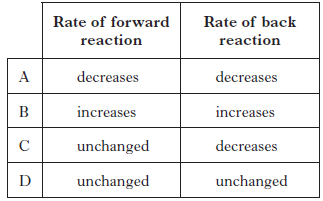 Rate of forward reaction Rate of back reaction
A decreases decreases
B increases increases
C unchanged decreases
D unchanged unchanged